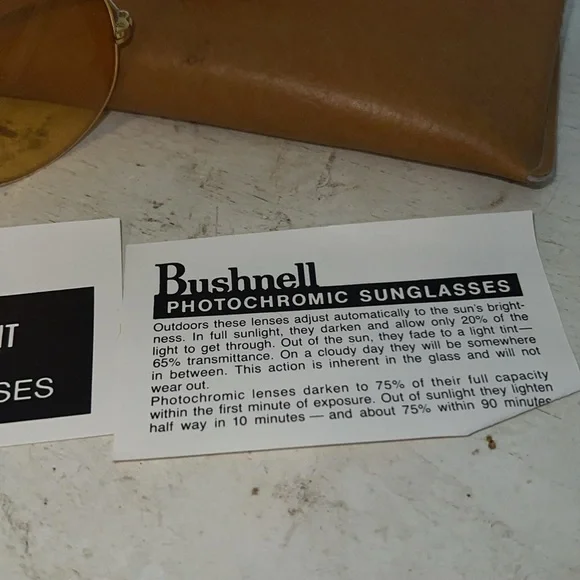 IT
SES
Bushnell
PHOTOCHROMIC SUNGLASSES
Outdoors these lenses adjust automatically to the sun's bright-
ness. In full sunlight, they darken and allow only 20% of the
light to get through. Out of the sun, they fade to a light tint—
65% transmittance. On a cloudy day they will be somewhere
in between. This action is inherent in the glass and will not
wear out.
Photochromic lenses darken to 75% of their full capacity
within the first minute of exposure. Out of sunlight they lighten
half way in 10 minutes — and about 75% within 90 minutes